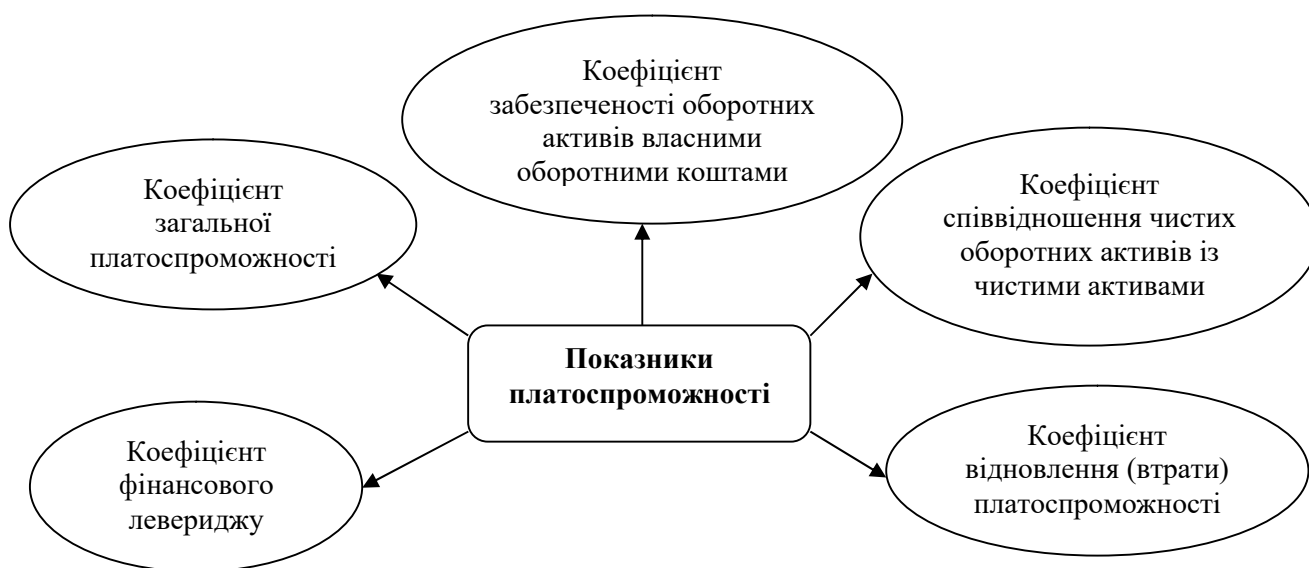 Коефіцієнт
забезпеченості оборотних
активів власними
оборотними коштами
Коефіцієнт
загальної
платоспроможності
Коефіцієнт
співвідношення чистих
оборотних активів із
чистими активами
Показники
платоспроможності
Коефіцієнт
фінансового
левериджу
Коефіцієнт
відновлення (втрати)
платоспроможності